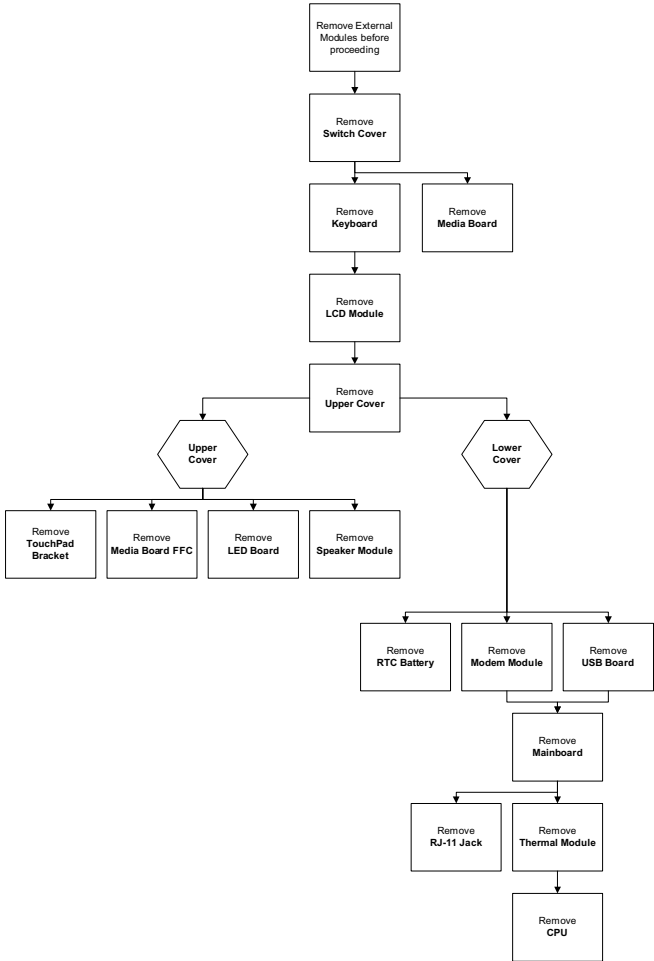 Remove External
Modules before
proceeding
Remove
Switch Cover
Remove
Keyboard
Remove
Media Board
Remove
LCD Module
Remove
Upper Cover
Upper
Cover
Lower
Cover
Remove
TouchPad
Bracket
Remove
Media Board FFC
Remove
LED Board
Remove
Speaker Module
Remove
RTC Battery
Remove
Modem Module
Remove
USB Board
Remove
Mainboard
Remove
RJ-11 Jack
Remove
Thermal Module
Remove
CPU